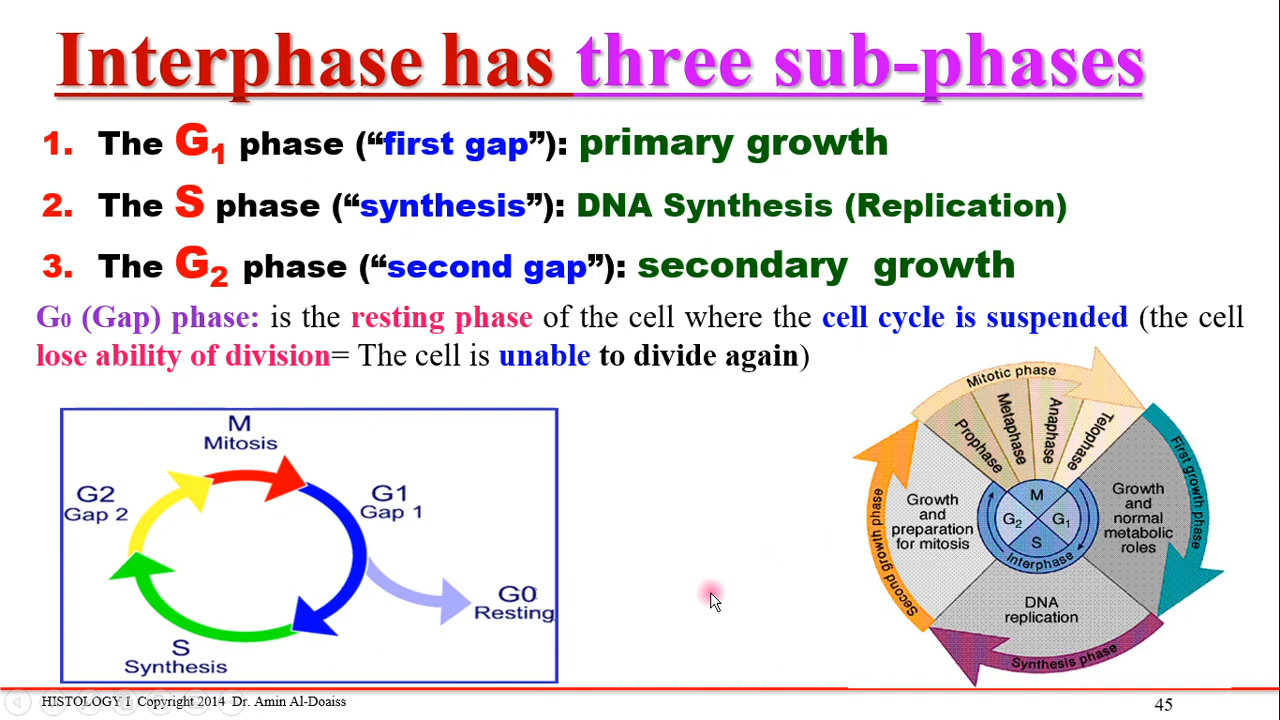 Interphase has three sub-phases
1. The G1 phase (“first gap”): primary growth
2. The S phase (“synthesis”): DNA Synthesis (Replication)
3. The G2 phase (“second gap”): secondary growth
G0 (Gap) phase: is the resting phase of the cell where the cell cycle is suspended (the cell
lose ability of division= The cell is unable to divide again)
M
Mitosis
G2
Gap 2
G1
Gap 1
G0
Resting
S
Synthesis
Mitotic phase
Prophase
Metaphase
Anaphase
Telophase
First growth phase
Second growth phase
Growth
and
preparation
for mitosis
M
G2
G1
S
Interphase
Growth
and
normal
metabolic
roles
DNA
replication
Synthesis phase
HISTOLOGY I Copyright 2014 Dr. Amin Al-Doaiss
45